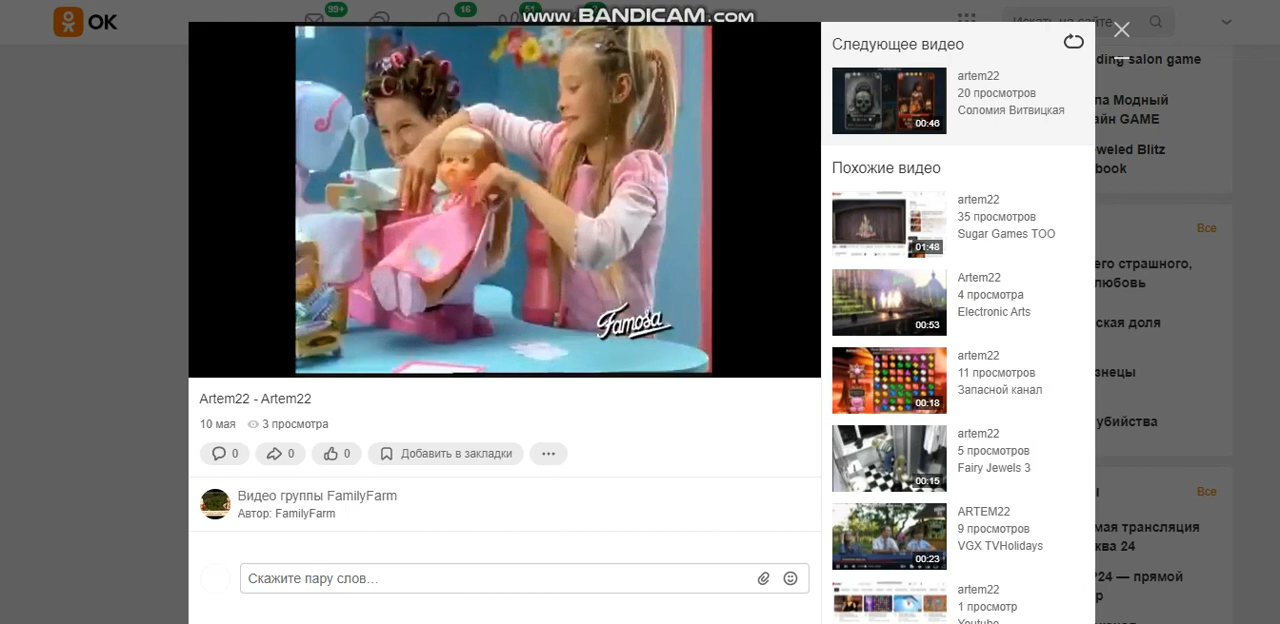 www.BANDICAM.com
OK
99+
16
51
Искать на сайте
Famosa
Artem22 - Artem22
10 мая
3 просмотра
0
0
0
Добавить в закладки
Видео группы FamilyFarm
Автор: FamilyFarm
Скажите пару слов...
Следующее видео
00:46
artem22
20 просмотров
Соломия Витвицкая
Похожие видео
01:48
artem22
35 просмотров
Sugar Games TOO
00:53
Artem22
4 просмотра
Electronic Arts
00:18
artem22
11 просмотров
Запасной канал
00:15
artem22
5 просмотров
Fairy Jewels 3
00:23
ARTEM22
9 просмотров
VGX TVHolidays
artem22
1 просмотр
Youtube
ding salon game
па Модный
айн GAME
eweled Blitz
book
Все
его страшного,
любовь
ская доля
знецы
убийства
Все
мая трансляция
ква 24
24 — прямой